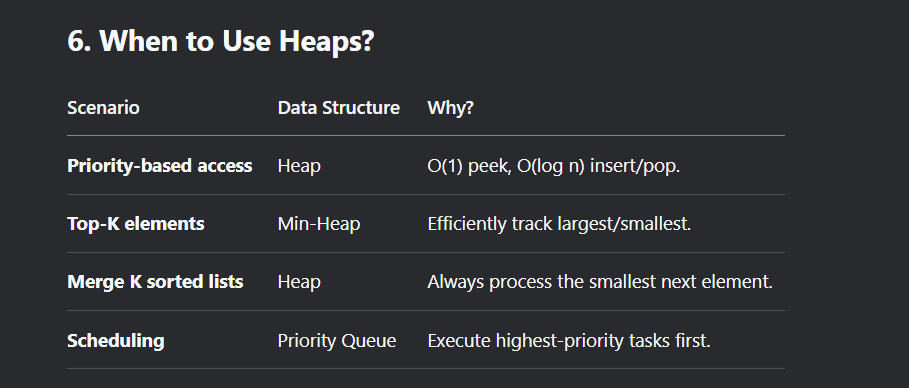 6. When to Use Heaps?
Scenario Data Structure Why?
Priority-based access Heap O(1) peek, O(log n) insert/pop.
Top-K elements Min-Heap Efficiently track largest/smallest.
Merge K sorted lists Heap Always process the smallest next element.
Scheduling Priority Queue Execute highest-priority tasks first.